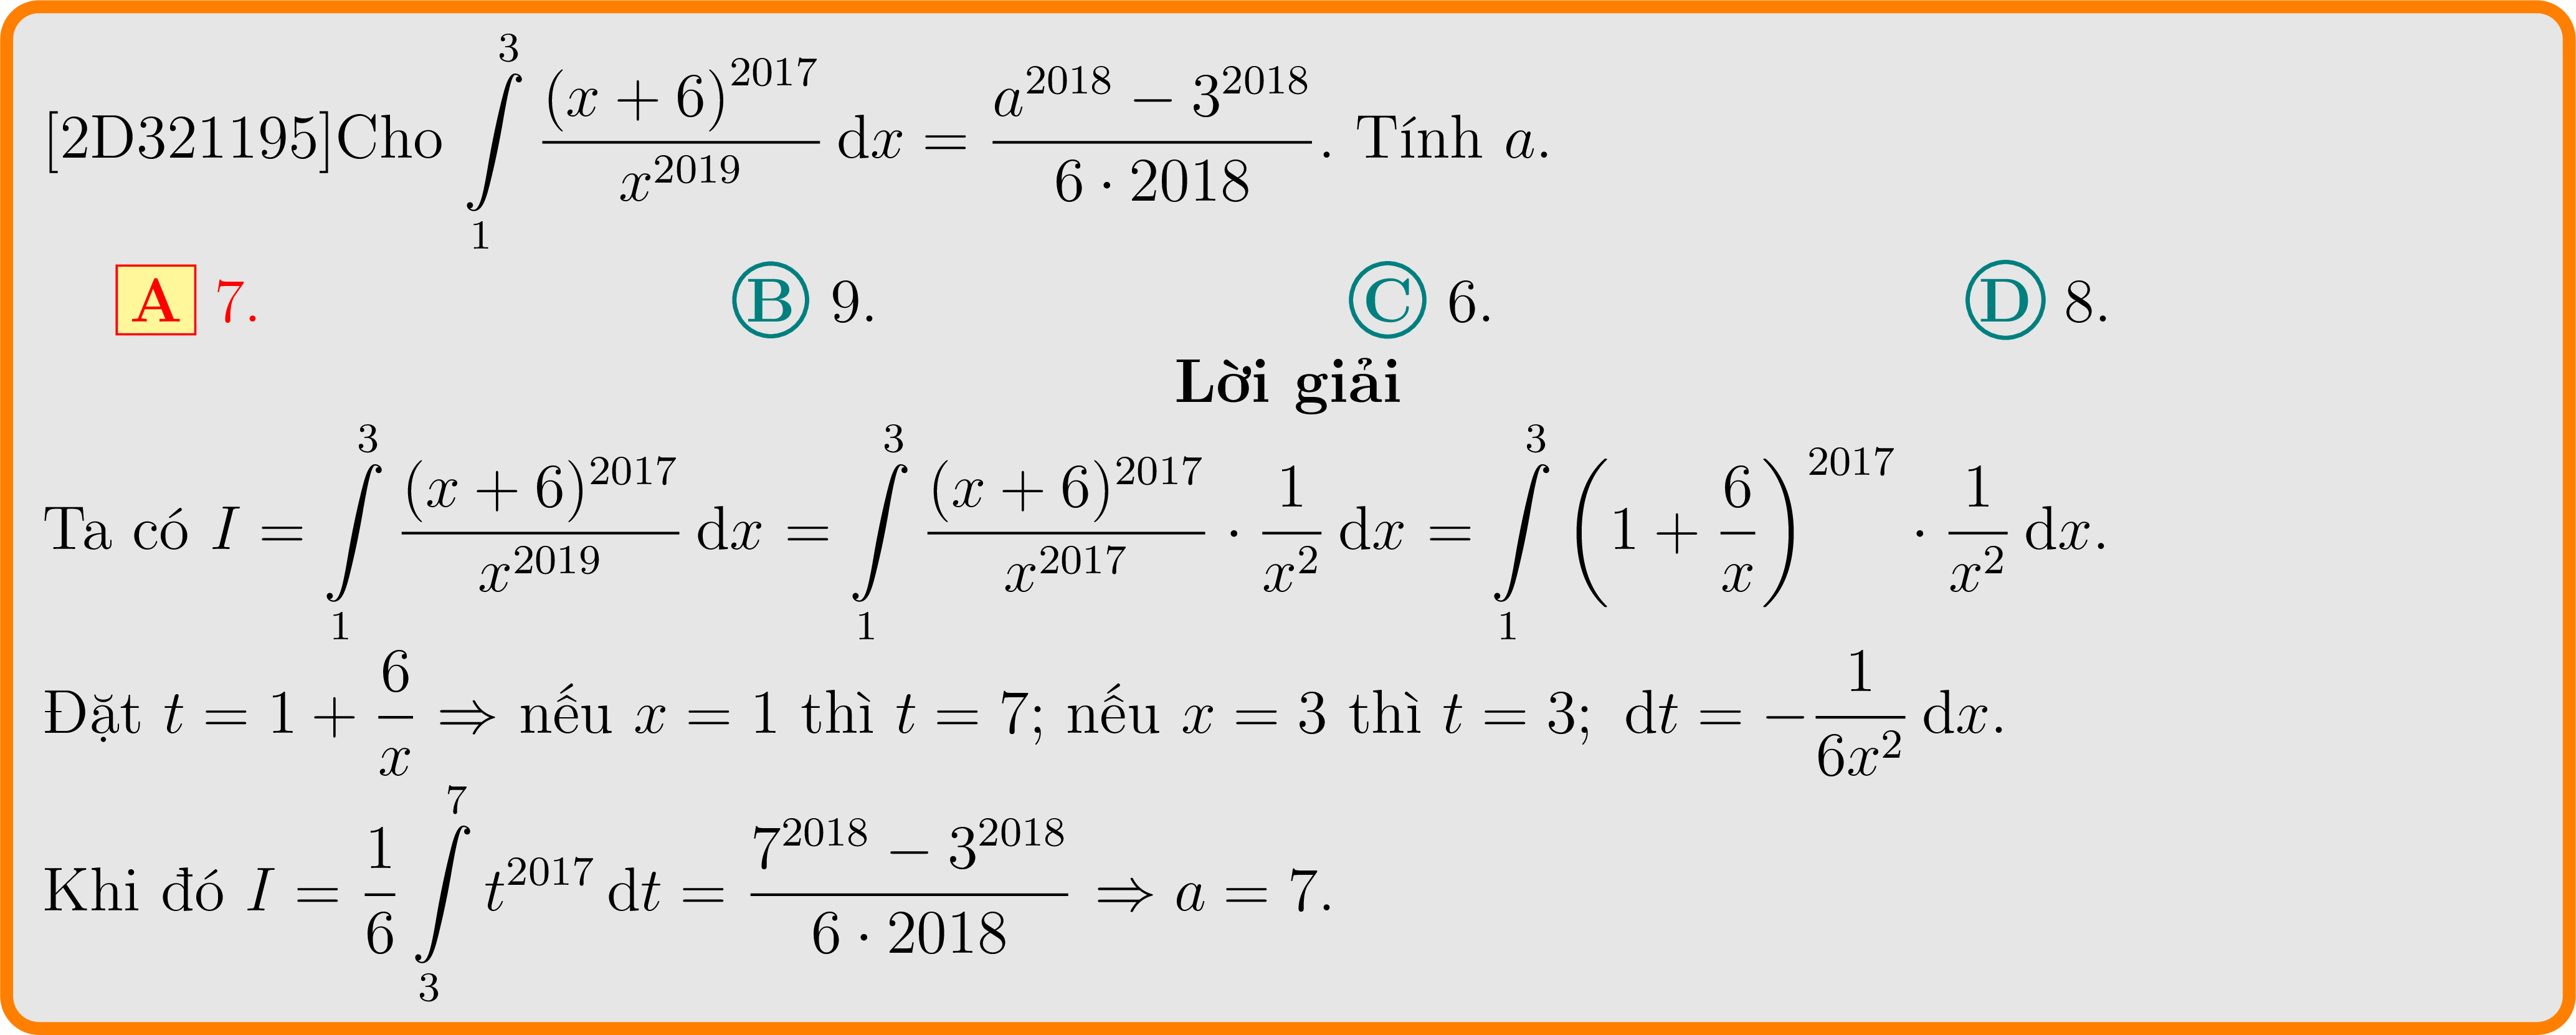 [2D321195]Cho $\int\limits_1^3 \frac{(x+6)^{2017}}{x^{2019}} \mathrm{d}x = \frac{a^{2018} - 3^{2018}}{6 \cdot 2018}$. Tính $a$.
A 7. B 9. C 6. D 8.
Lời giải
Ta có $I = \int\limits_1^3 \frac{(x+6)^{2017}}{x^{2019}} \mathrm{d}x = \int\limits_1^3 \frac{(x+6)^{2017}}{x^{2017}} \cdot \frac{1}{x^2} \mathrm{d}x = \int\limits_1^3 \left(1 + \frac{6}{x}\right)^{2017} \cdot \frac{1}{x^2} \mathrm{d}x$.
Đặt $t = 1 + \frac{6}{x} \Rightarrow$ nếu $x = 1$ thì $t = 7$; nếu $x = 3$ thì $t = 3$; $\mathrm{d}t = -\frac{1}{6x^2} \mathrm{d}x$.
Khi đó $I = \frac{1}{6} \int\limits_3^7 t^{2017} \mathrm{d}t = \frac{7^{2018} - 3^{2018}}{6 \cdot 2018} \Rightarrow a = 7$.